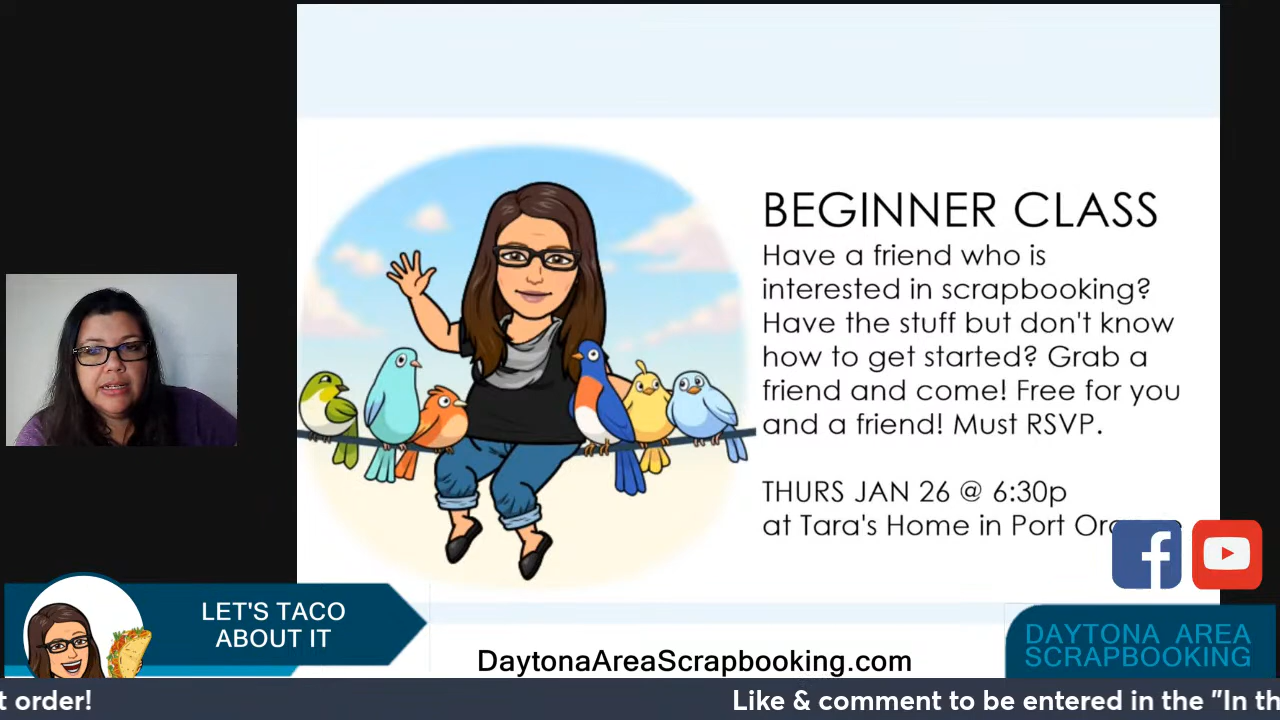 BEGINNER CLASS
Have a friend who is
interested in scrapbooking?
Have the stuff but don't know
how to get started? Grab a
friend and come! Free for you
and a friend! Must RSVP.
THURS JAN 26 @ 6:30p
at Tara's Home in Port
LET'S TACO
ABOUT IT
DaytonaAreaScrapbooking.com
DAYTONA AREA
SCRAPBOOKING
t order! Like & comment to be entered in the "In th